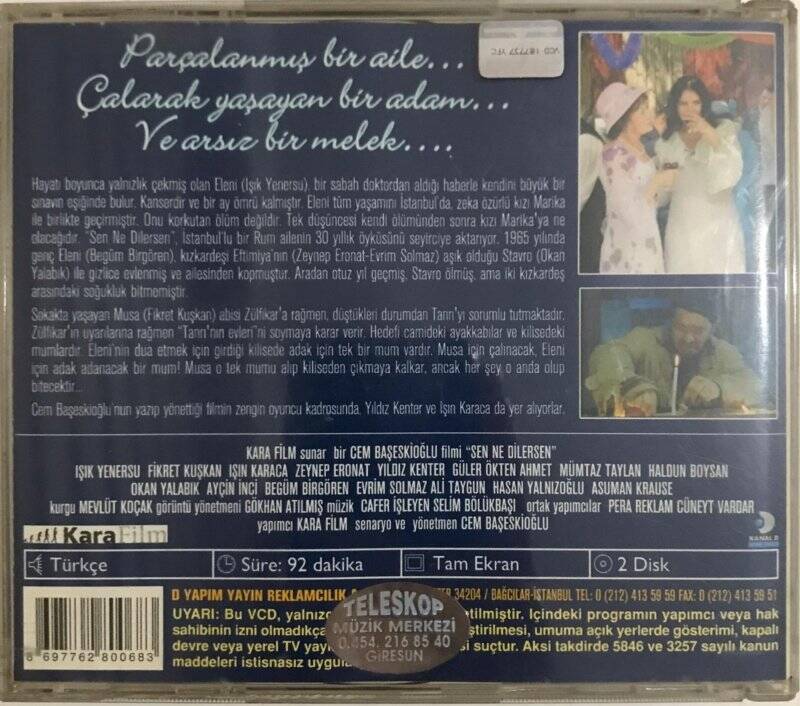 Parçalanmış bir aile...
Çalarak yaşayan bir adam...
Ve arsız bir melek....
VCD 187737 YFC
Hayatı boyunca yalnızlık çekmiş olan Eleni (Işık Yenersu), bir sabah doktordan aldığı haberle kendini büyük bir
sınavın eşiğinde bulur. Kanserdir ve bir ay ömrü kalmıştır. Eleni tüm yaşamını İstanbul'da, zeka özürlü kızı Marika
ile birlikte geçirmiştir. Onu korkutan ölüm değildir. Tek düşüncesi kendi ölümünden sonra kızı Marika'ya ne
olacağıdır. "Sen Ne Dilersen", İstanbul'lu bir Rum ailenin 30 yıllık öyküsünü seyirciye aktarıyor. 1965 yılında
genç Eleni (Begüm Birgören), kızkardeşi Eftimiya'nın (Zeynep Eronat-Evrim Solmaz) aşık olduğu Stavro (Okan
Yalabık) ile gizlice evlenmiş ve ailesinden kopmuştur. Aradan otuz yıl geçmiş, Stavro ölmüş, ama iki kızkardeş
arasındaki soğukluk bitmemiştir.
Sokakta yaşayan Musa (Fikret Kuşkan) abisi Zülfikar'a rağmen, düştükleri durumdan Tanrı'yı sorumlu tutmaktadır.
Zülfikar'ın uyarılarına rağmen "Tanrı'nın evleri"ni soymaya karar verir. Hedefi camideki ayakkabılar ve kilisedeki
mumlardır. Eleni'nin dua etmek için girdiği kilisede adak için tek bir mum vardır. Musa için çalınacak, Eleni
için adak adanacak bir mum! Musa o tek mumu alıp kiliseden çıkmaya kalkar, ancak her şey o anda olup
bitecektir...
Cem Başeskioğlu'nun yazıp yönettiği filmin zengin oyuncu kadrosunda, Yıldız Kenter ve Işın Karaca da yer alıyorlar.
KARA FİLM sunar bir CEM BAŞESKİOĞLU filmi "SEN NE DİLERSEN"
IŞIK YENERSU FİKRET KUŞKAN IŞIN KARACA ZEYNEP ERONAT YILDIZ KENTER GÜLER ÖKTEN AHMET MÜMTAZ TAYLAN HALDUN BOYSAN
OKAN YALABIK AYÇİN İNCİ BEGÜM BİRGÖREN EVRİM SOLMAZ ALİ TAYGUN HASAN YALNIZOĞLU ASUMAN KRAUSE
kurgu MEVLÜT KOÇAK görüntü yönetmeni GÖKHAN ATILMIŞ müzik CAFER İŞLEYEN SELİM BÖLÜKBAŞI ortak yapımcılar PERA REKLAM CÜNEYT VARDAR
yapımcı KARA FİLM senaryo ve yönetmen CEM BAŞESKİOĞLU
KaraFilm
KANAL D
Türkçe
Süre: 92 dakika
Tam Ekran
2 Disk
D YAPIM YAYIN REKLAMCILIK 34204 / BAĞCILAR-İSTANBUL TEL: 0 (212) 413 59 59 FAX: 0 (212) 413 59 51
UYARI: Bu VCD, yalnız
sahibinin izni olmadıkça umuma açık yerlerde gösterimi, kapalı
devre veya yerel TV suçtur. Aksi takdirde 5846 ve 3257 sayılı kanun
maddeleri istisnasız
İçindeki programın yapımcı veya hak
TELESKOP
MÜZİK MERKEZİ
0.454. 216 85 40
GİRESUN
8 697762 800683